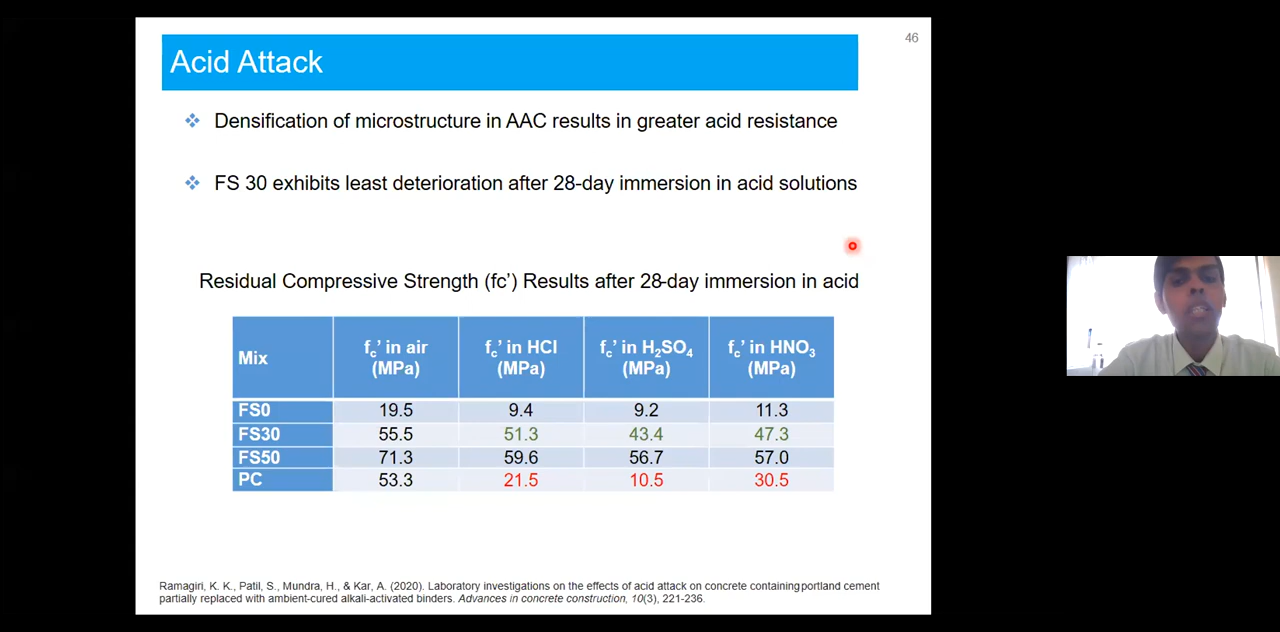 46
Acid Attack
Densification of microstructure in AAC results in greater acid resistance
FS 30 exhibits least deterioration after 28-day immersion in acid solutions
Residual Compressive Strength (fc’) Results after 28-day immersion in acid
Mix | fc’ in air (MPa) | fc’ in HCl (MPa) | fc’ in H2SO4 (MPa) | fc’ in HNO3 (MPa)
FS0 | 19.5 | 9.4 | 9.2 | 11.3
FS30 | 55.5 | 51.3 | 43.4 | 47.3
FS50 | 71.3 | 59.6 | 56.7 | 57.0
PC | 53.3 | 21.5 | 10.5 | 30.5
Ramagiri, K. K., Patil, S., Mundra, H., & Kar, A. (2020). Laboratory investigations on the effects of acid attack on concrete containing portland cement
partially replaced with ambient-cured alkali-activated binders. Advances in concrete construction, 10(3), 221-236.